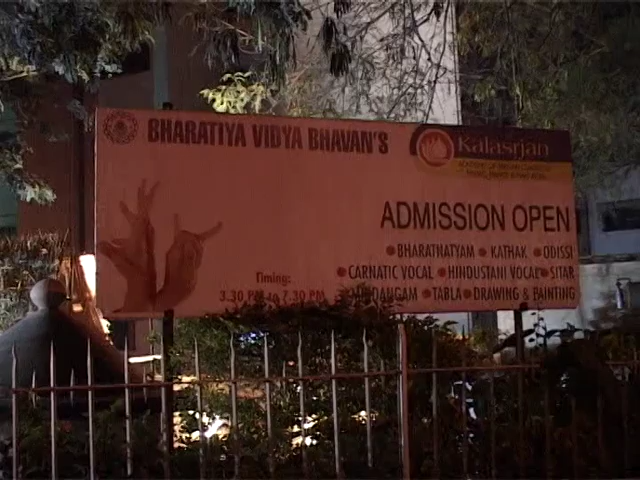 BHARATIYA VIDYA BHAVAN'S
Kalasrjan
ADMISSION OPEN
●BHARATNATYAM ●KATHAK ●ODISSI
●CARNATIC VOCAL ●HINDUSTANI VOCAL ●SITAR
●TABLA ●DRAWING & PAINTING
Timing:
3.30 PM to 7.30 PM